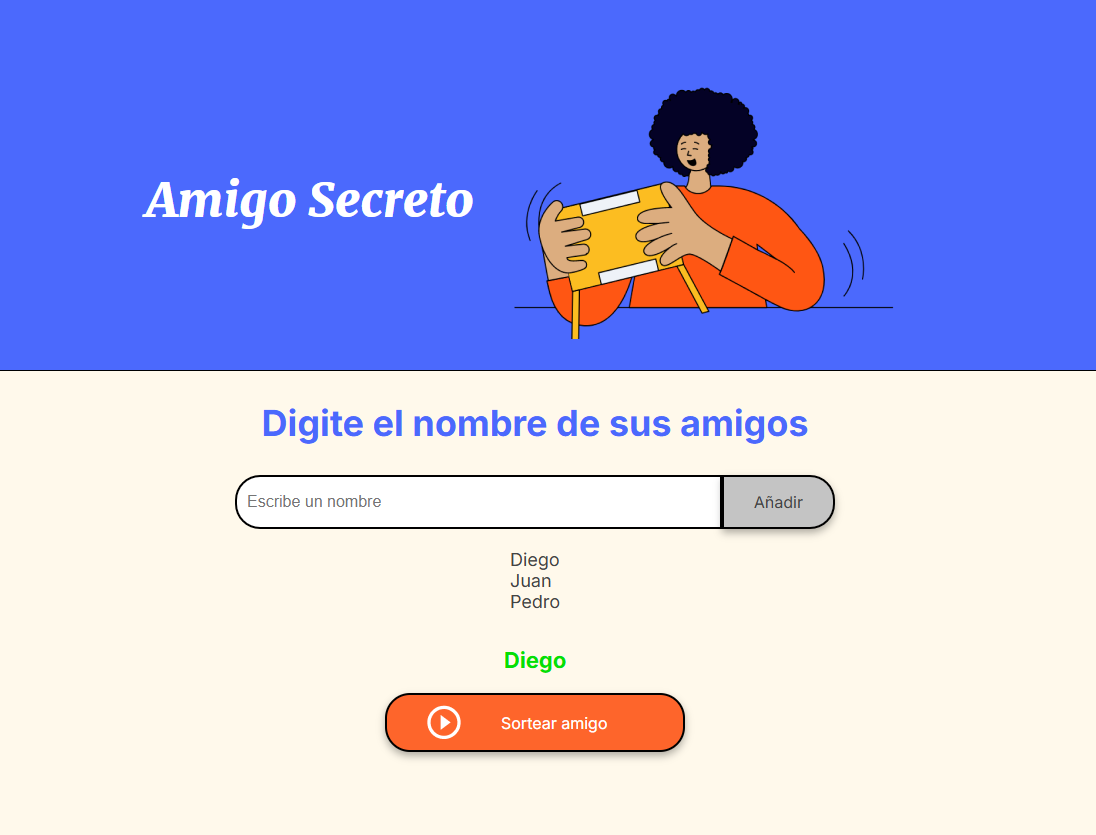 Amigo Secreto
Digite el nombre de sus amigos
Escribe un nombre
Añadir
Diego
Juan
Pedro
Diego
Sortear amigo